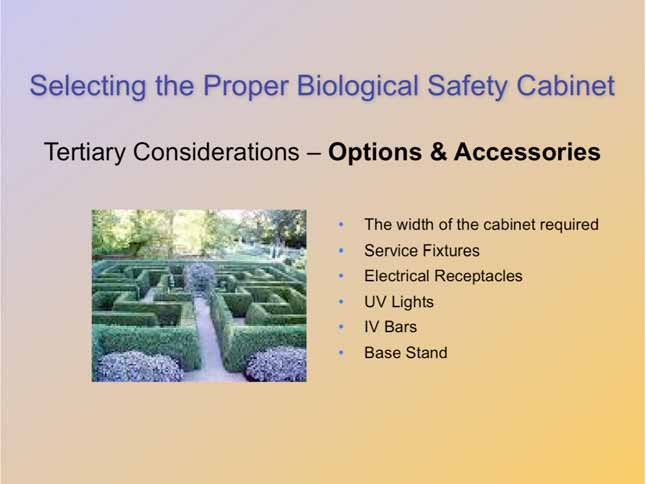 Selecting the Proper Biological Safety Cabinet
Tertiary Considerations – Options & Accessories
• The width of the cabinet required
• Service Fixtures
• Electrical Receptacles
• UV Lights
• IV Bars
• Base Stand